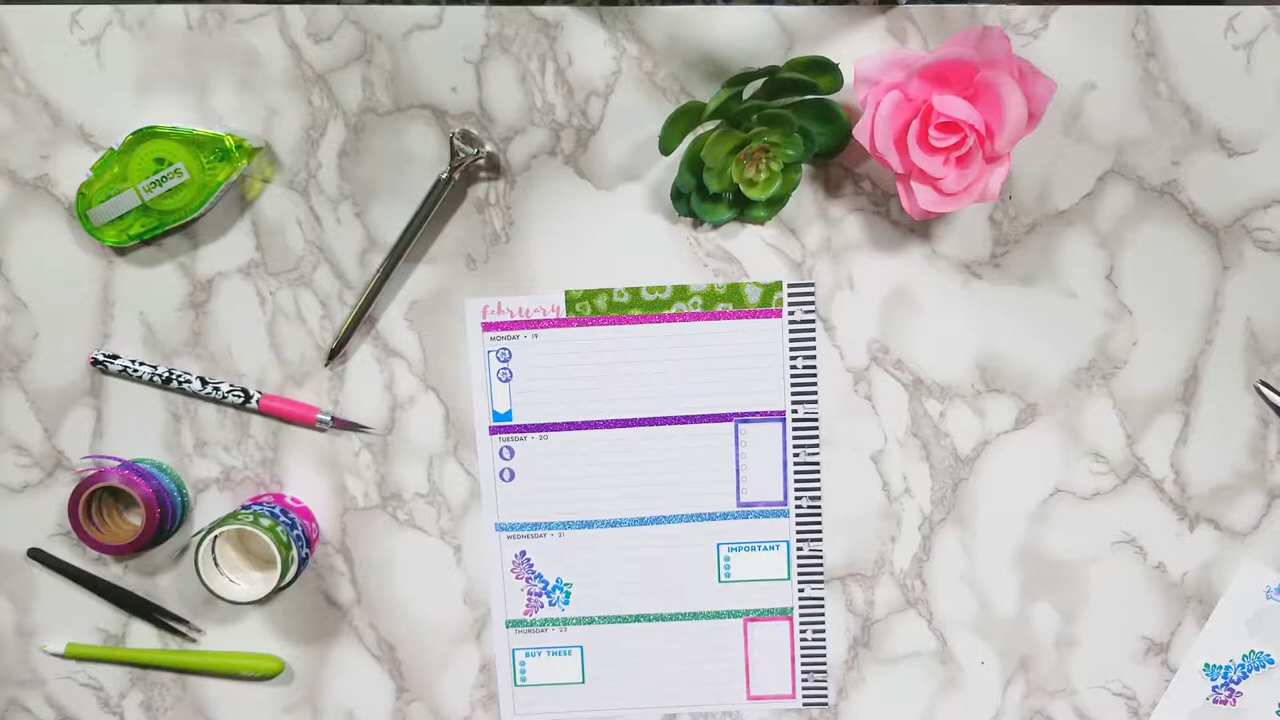 Scotch
february
MONDAY • 19
TUESDAY • 20
WEDNESDAY • 21
IMPORTANT
THURSDAY • 22
BUY THESE